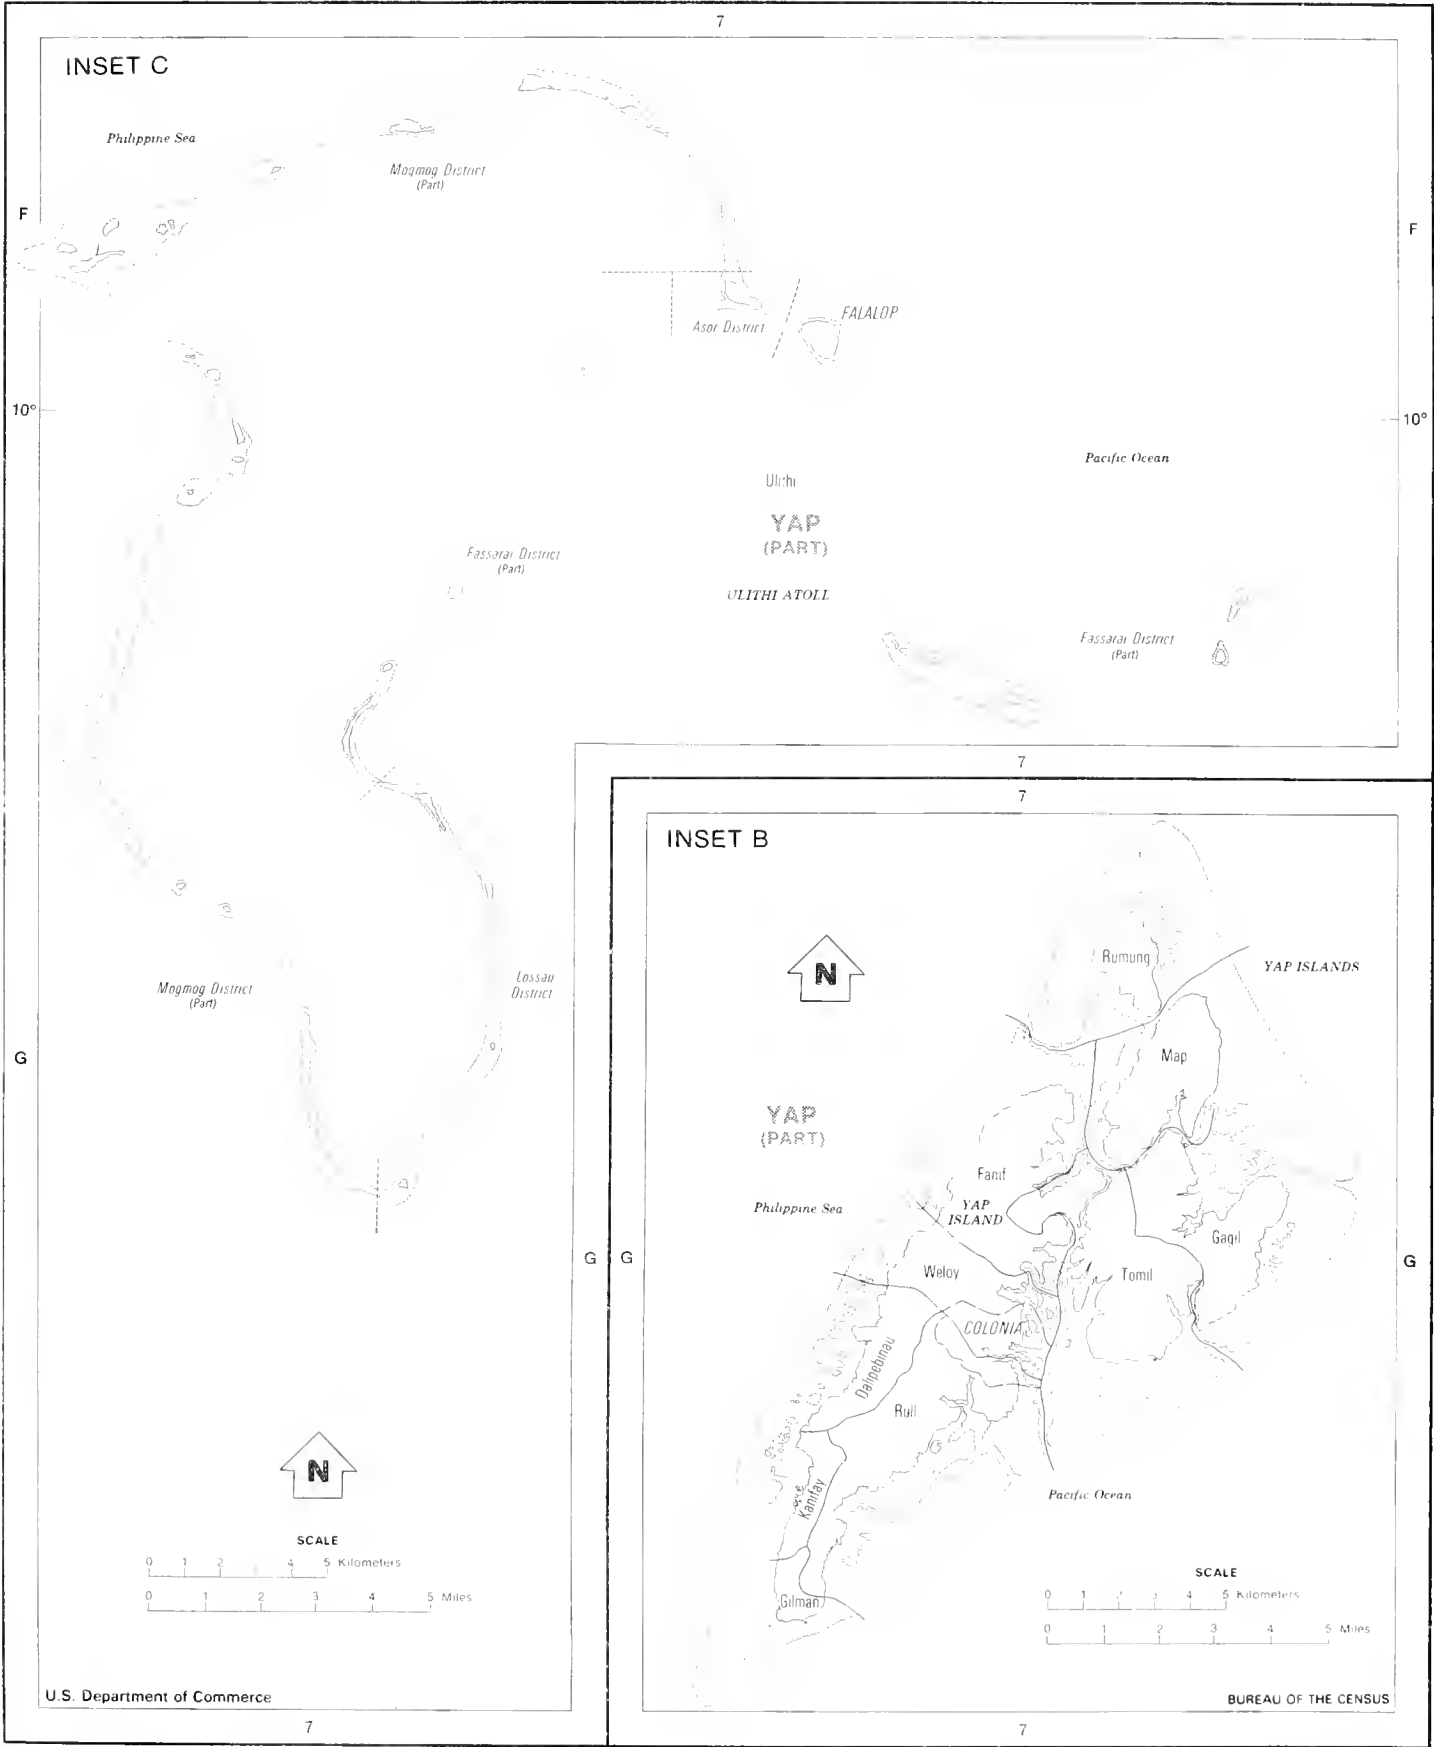 7
INSET C
Philippine Sea
Mogmog District
(Part)
F
F
Asor District
FALALOP
10°
10°
Pacific Ocean
Ulithi
YAP
(PART)
Fassarai District
(Part)
ULITHI ATOLL
Fassarai District
(Part)
7
7
INSET B
Rumung
YAP ISLANDS
N
Mogmog District
(Part)
Lossau
District
G
Map
YAP
(PART)
Fanif
Philippine Sea
YAP
ISLAND
Gagil
G
G
G
Weloy
Tomil
COLONIA
Dalipebinau
Rull
N
Kanifay
Pacific Ocean
SCALE
0 1 2 4 5 Kilometers
0 1 2 3 4 5 Miles
SCALE
0 1 2 3 4 5 Kilometers
0 1 2 3 4 5 Miles
Gilman
U.S. Department of Commerce
BUREAU OF THE CENSUS
7
7